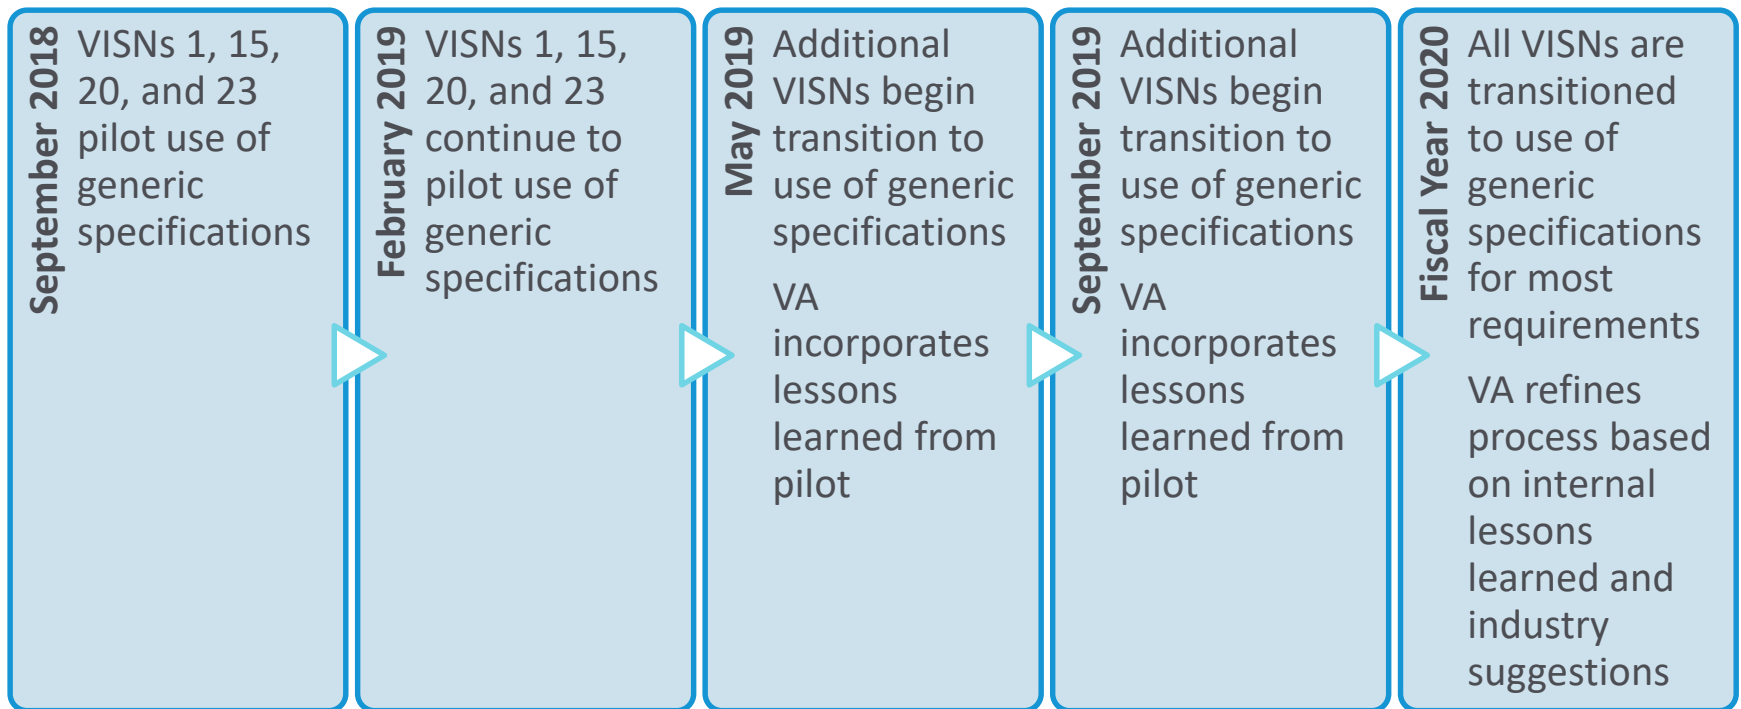 September 2018
VISNs 1, 15,
20, and 23
pilot use of
generic
specifications
February 2019
VISNs 1, 15,
20, and 23
continue to
pilot use of
generic
specifications
May 2019
Additional
VISNs begin
transition to
use of generic
specifications
VA
incorporates
lessons
learned from
pilot
September 2019
Additional
VISNs begin
transition to
use of generic
specifications
VA
incorporates
lessons
learned from
pilot
Fiscal Year 2020
All VISNs are
transitioned
to use of
generic
specifications
for most
requirements
VA refines
process based
on internal
lessons
learned and
industry
suggestions